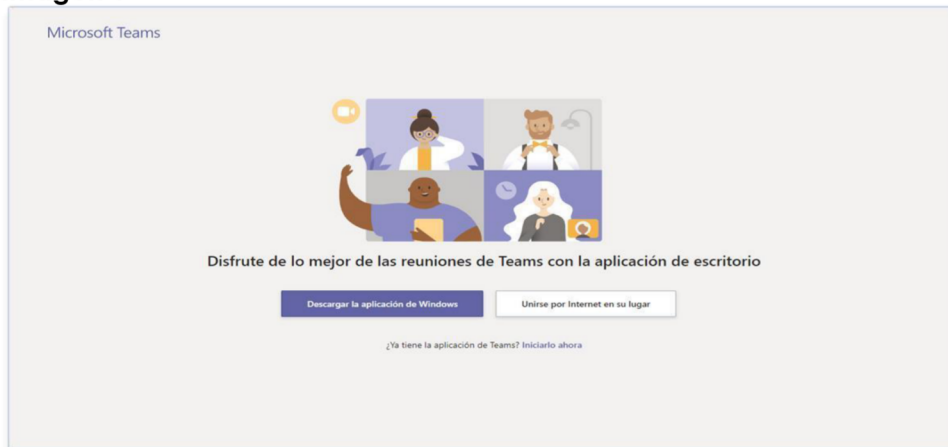 Microsoft Teams
Disfrute de lo mejor de las reuniones de Teams con la aplicación de escritorio
Descargar la aplicación de Windows
Unirse por Internet en su lugar
¿Ya tiene la aplicación de Teams? Iniciarlo ahora